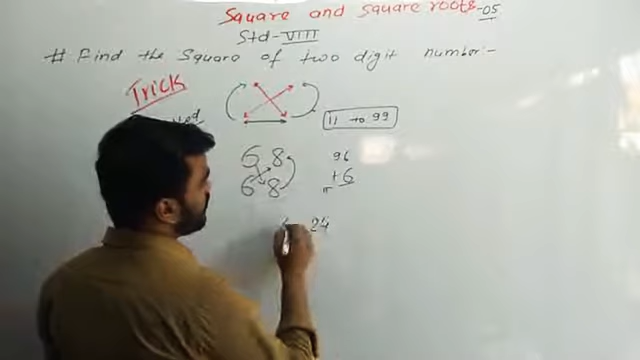 Square and square roots-05
Std-VIII
# Find the Square of two digit number:-
Trick
11 to 99
68 96
68 +6
24